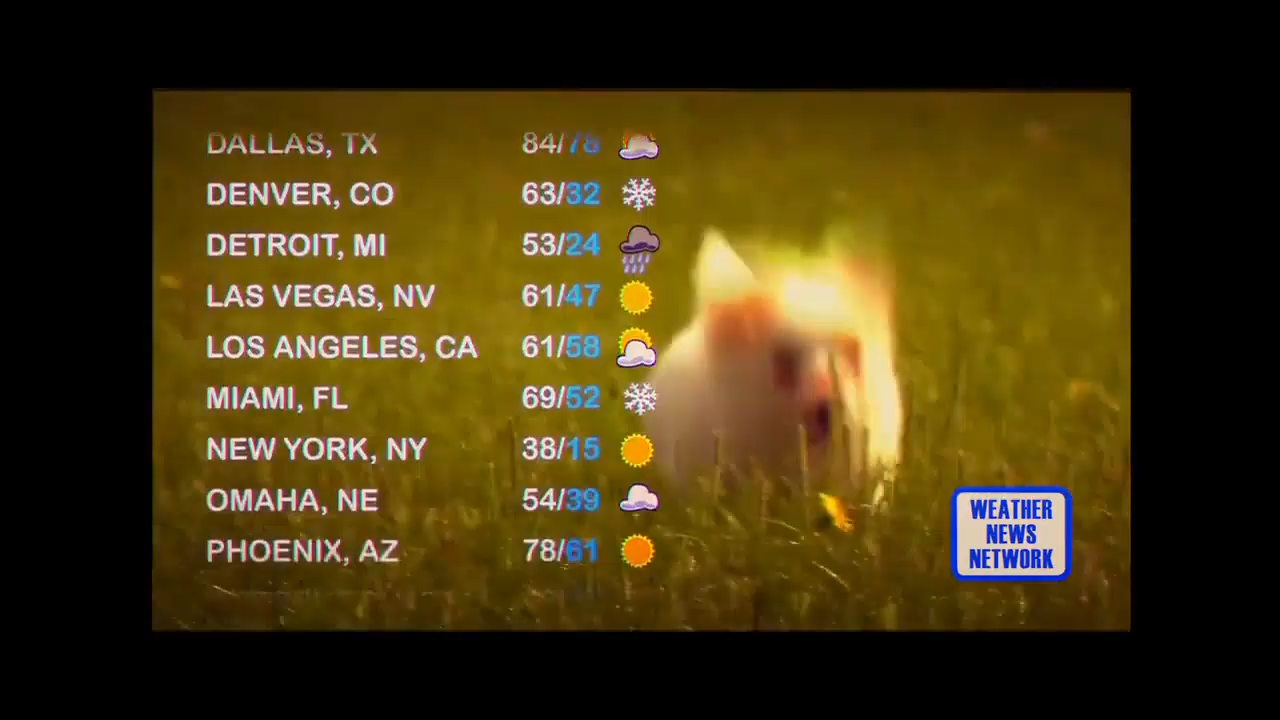 DALLAS, TX 84/78
DENVER, CO 63/32
DETROIT, MI 53/24
LAS VEGAS, NV 61/47
LOS ANGELES, CA 61/58
MIAMI, FL 69/52
NEW YORK, NY 38/15
OMAHA, NE 54/39
PHOENIX, AZ 78/61
WEATHER
NEWS
NETWORK